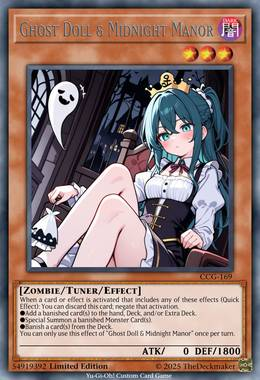 GHOST DOLL & MIDNIGHT MANOR
DARK
闇
CCG-169
[ZOMBIE/TUNER/EFFECT]
When a card or effect is activated that includes any of these effects (Quick
Effect): You can discard this card; negate that activation.
●Add a banished card(s) to the hand, Deck, and/or Extra Deck.
●Special Summon a banished Monster Card(s).
●Banish a card(s) from the Deck.
You can only use this effect of "Ghost Doll & Midnight Manor" once per turn.
ATK/ 0 DEF/1800
54919392 Limited Edition © 2025 TheDeckmaker
Yu-Gi-Oh! Custom Card Game